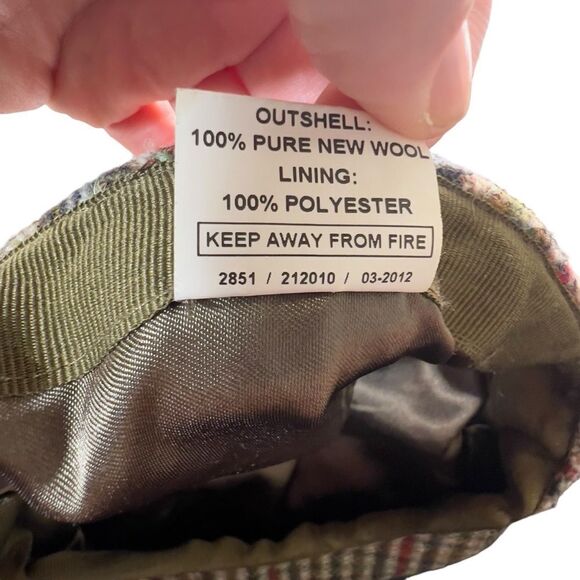 OUTSHELL:
100% PURE NEW WOOL
LINING:
100% POLYESTER
KEEP AWAY FROM FIRE
2851 / 212010 / 03-2012